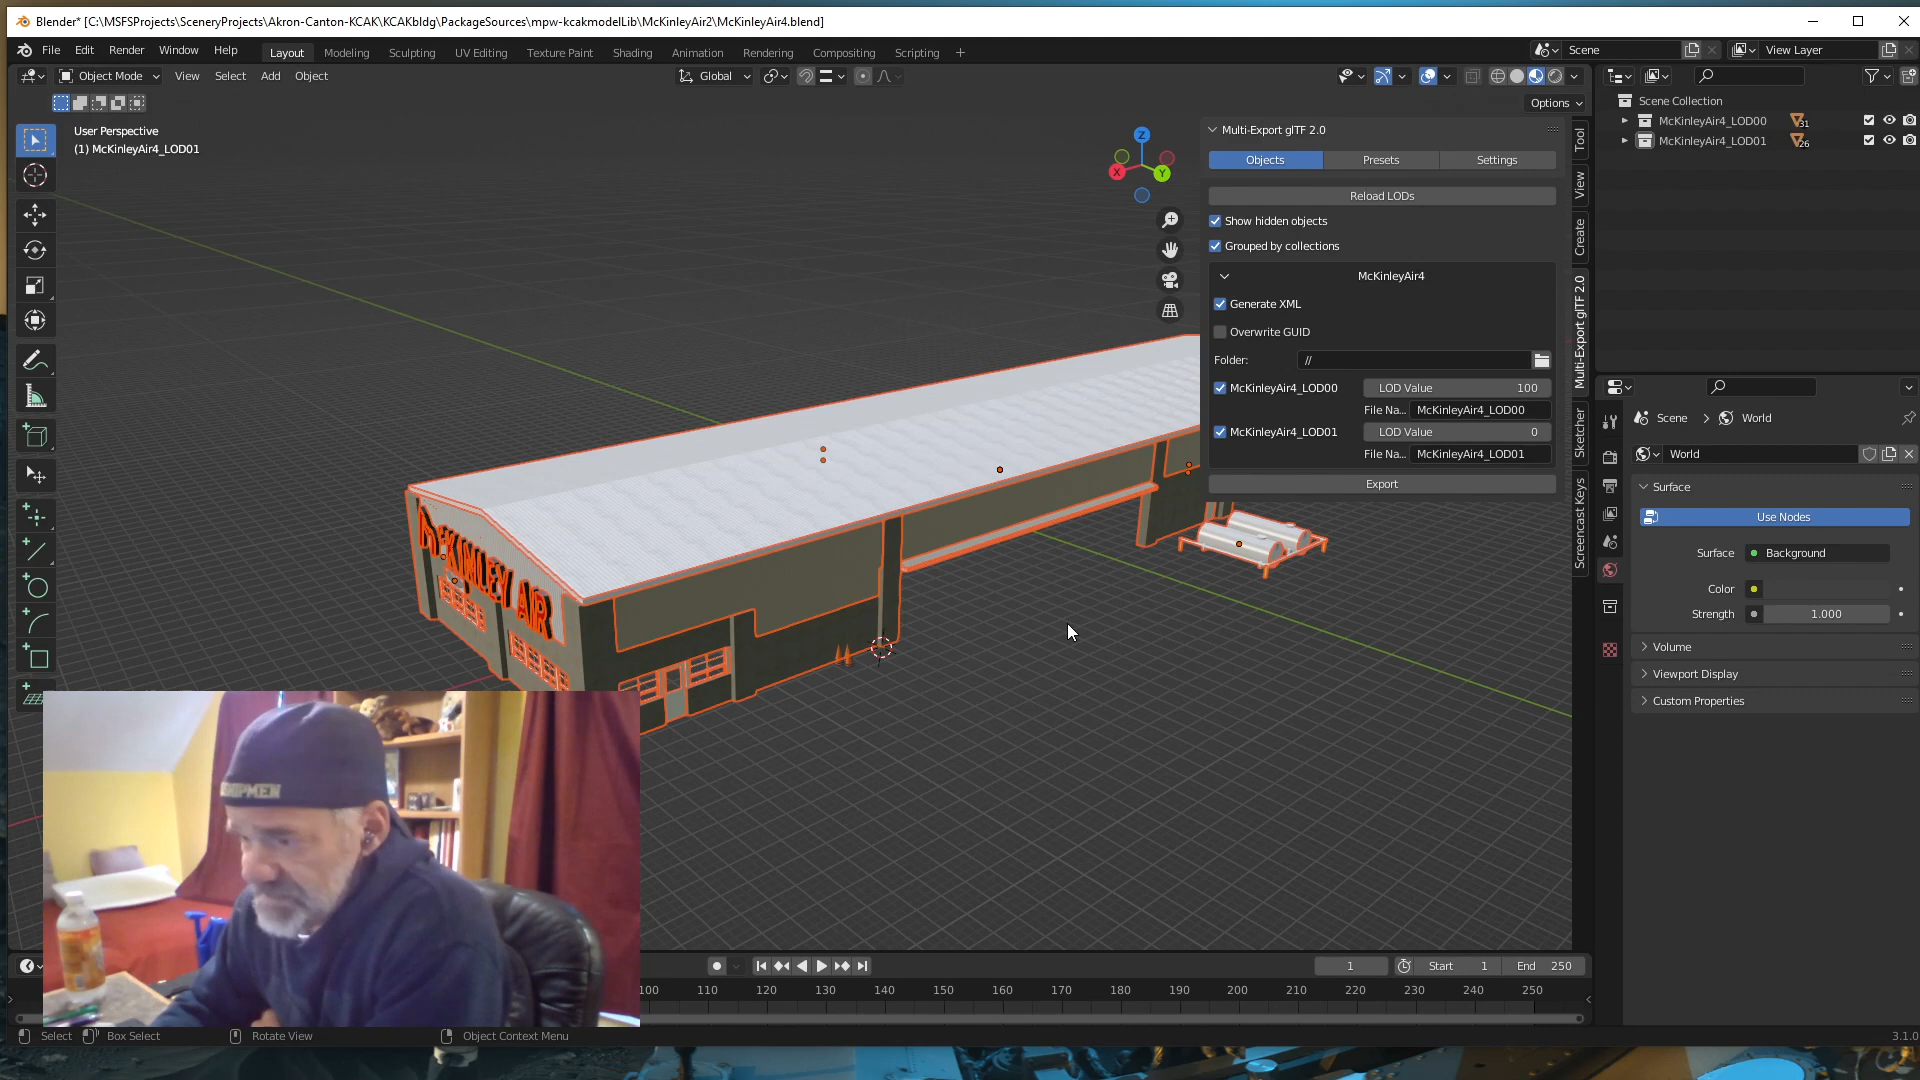 Blender* [C:\MSFSProjects\SceneryProjects\Akron-Canton-KCAK\KCAKbldg\PackageSources\mpw-kcakmodelLib\McKinleyAir2\McKinleyAir4.blend]
File Edit Render Window Help Layout Modeling Sculpting UV Editing Texture Paint Shading Animation Rendering Compositing Scripting + Scene View Layer
Object Mode View Select Add Object Global
Options
User Perspective
(1) McKinleyAir4_LOD01
Z
X
Y
Multi-Export glTF 2.0
Objects Presets Settings
Reload LODs
Show hidden objects
Grouped by collections
McKinleyAir4
Generate XML
Overwrite GUID
Folder: //
McKinleyAir4_LOD00 LOD Value 100
File Na... McKinleyAir4_LOD00
McKinleyAir4_LOD01 LOD Value 0
File Na... McKinleyAir4_LOD01
Export
Tool
View
Create
Multi-Export glTF 2.0
Sketcher
Screencast Keys
Scene Collection
McKinleyAir4_LOD00 31
McKinleyAir4_LOD01 26
Scene > World
World
Surface
Use Nodes
Surface Background
Color
Strength 1.000
Volume
Viewport Display
Custom Properties
McKINLEY AIR
1 Start 1 End 250
100 110 120 130 140 150 160 170 180 190 200 210 220 230 240 250
Select Box Select Rotate View Object Context Menu 3.1.0